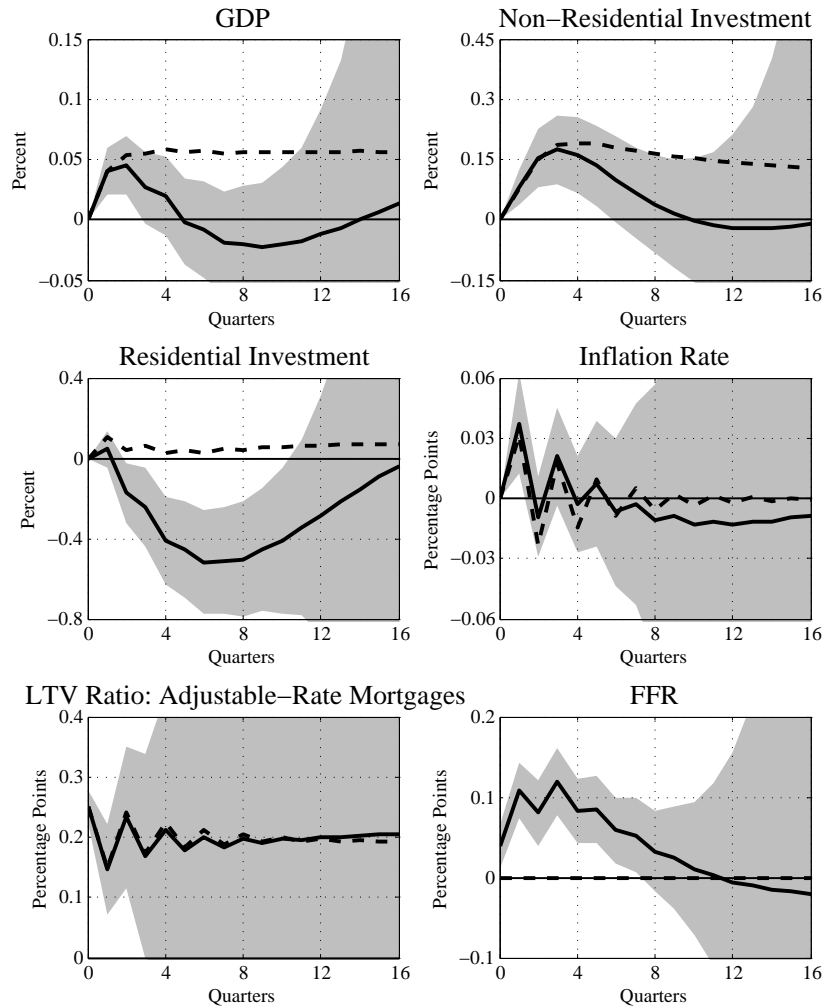 GDP
0.15
0.1
0.05
0
−0.05
Percent
0 4 8 12 16
Quarters
Non−Residential Investment
0.45
0.3
0.15
0
−0.15
Percent
0 4 8 12 16
Quarters
Residential Investment
0.4
0
−0.4
−0.8
Percent
0 4 8 12 16
Quarters
Inflation Rate
0.06
0.03
0
−0.03
−0.06
Percentage Points
0 4 8 12 16
Quarters
LTV Ratio: Adjustable−Rate Mortgages
0.4
0.3
0.2
0.1
0
Percentage Points
0 4 8 12 16
Quarters
FFR
0.2
0.1
0
−0.1
Percentage Points
0 4 8 12 16
Quarters